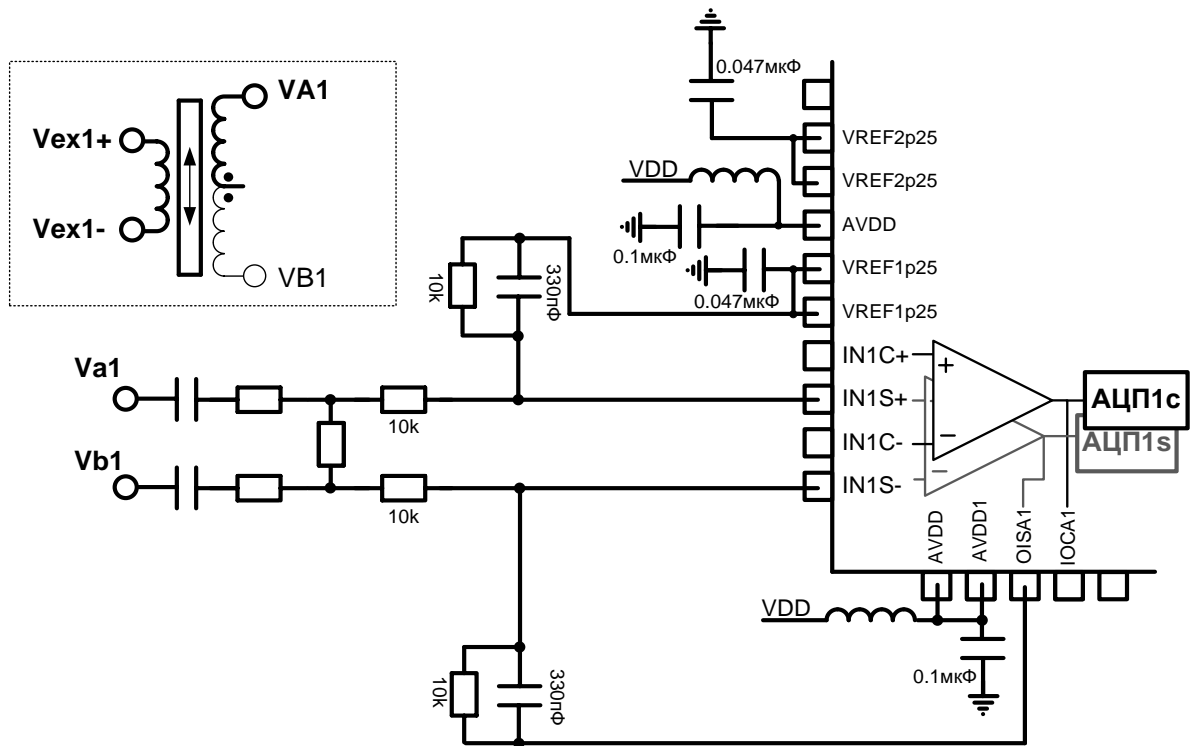 VA1
Vex1+
Vex1-
VB1
0.047мкФ
VREF2p25
VDD
VREF2p25
AVDD
0.1мкФ
VREF1p25
0.047мкФ
10k
330пФ
VREF1p25
IN1C+
Va1
10k
IN1S+
АЦП1c
IN1C-
АЦП1s
Vb1
10k
IN1S-
+
−
−
AVDD
AVDD1
OISA1
IOCA1
VDD
0.1мкФ
10k
330пФ